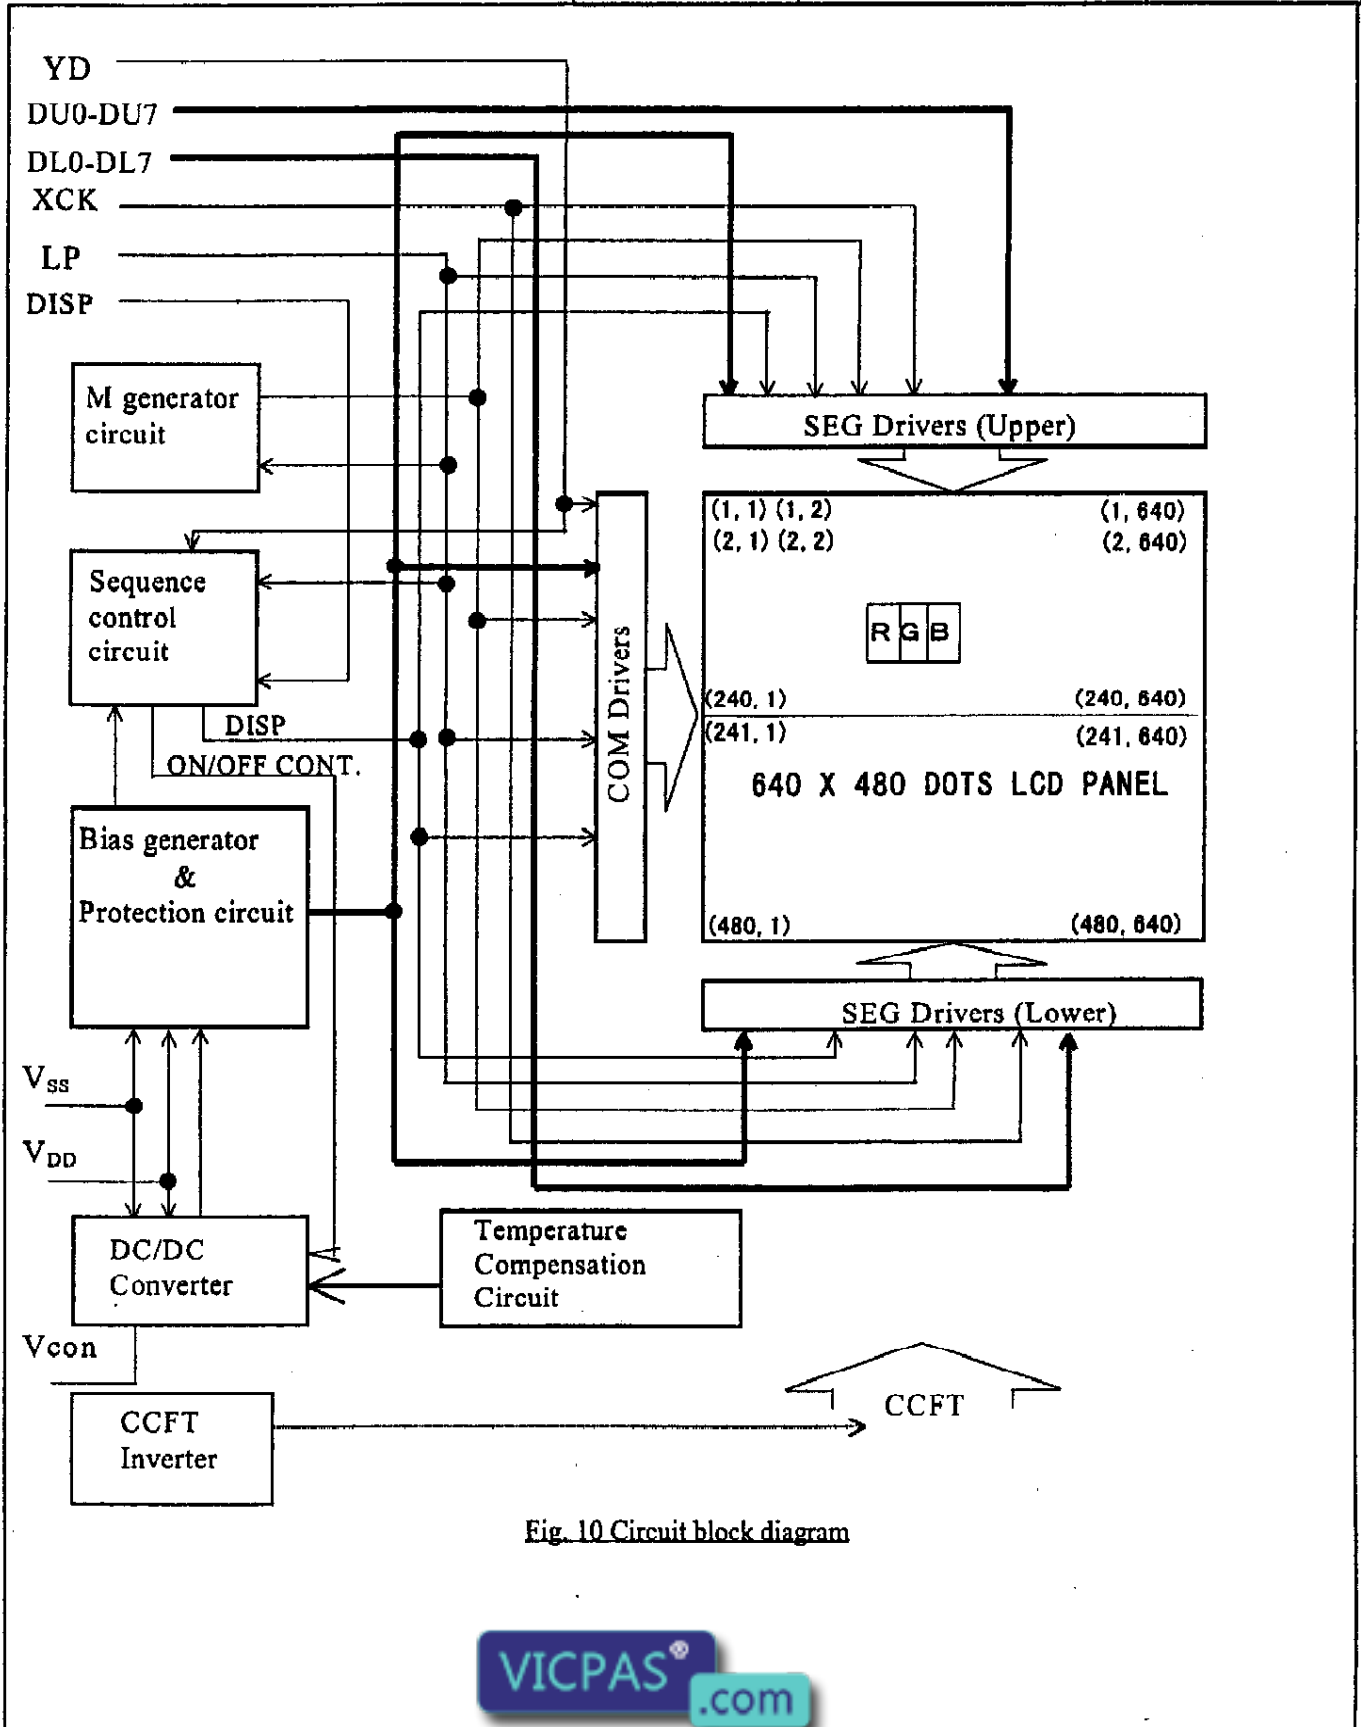 YD
DU0-DU7
DL0-DL7
XCK
LP
DISP
M generator
circuit
SEG Drivers (Upper)
(1, 1) (1, 2) (1, 640)
(2, 1) (2, 2) (2, 640)
Sequence
control
circuit
R G B
COM Drivers
(240, 1) (240, 640)
(241, 1) (241, 640)
DISP
ON/OFF CONT.
640 X 480 DOTS LCD PANEL
Bias generator
&
Protection circuit
(480, 1) (480, 640)
SEG Drivers (Lower)
VSS
VDD
DC/DC
Converter
Temperature
Compensation
Circuit
Vcon
CCFT
Inverter
CCFT
Fig. 10 Circuit block diagram
VICPAS®
.com